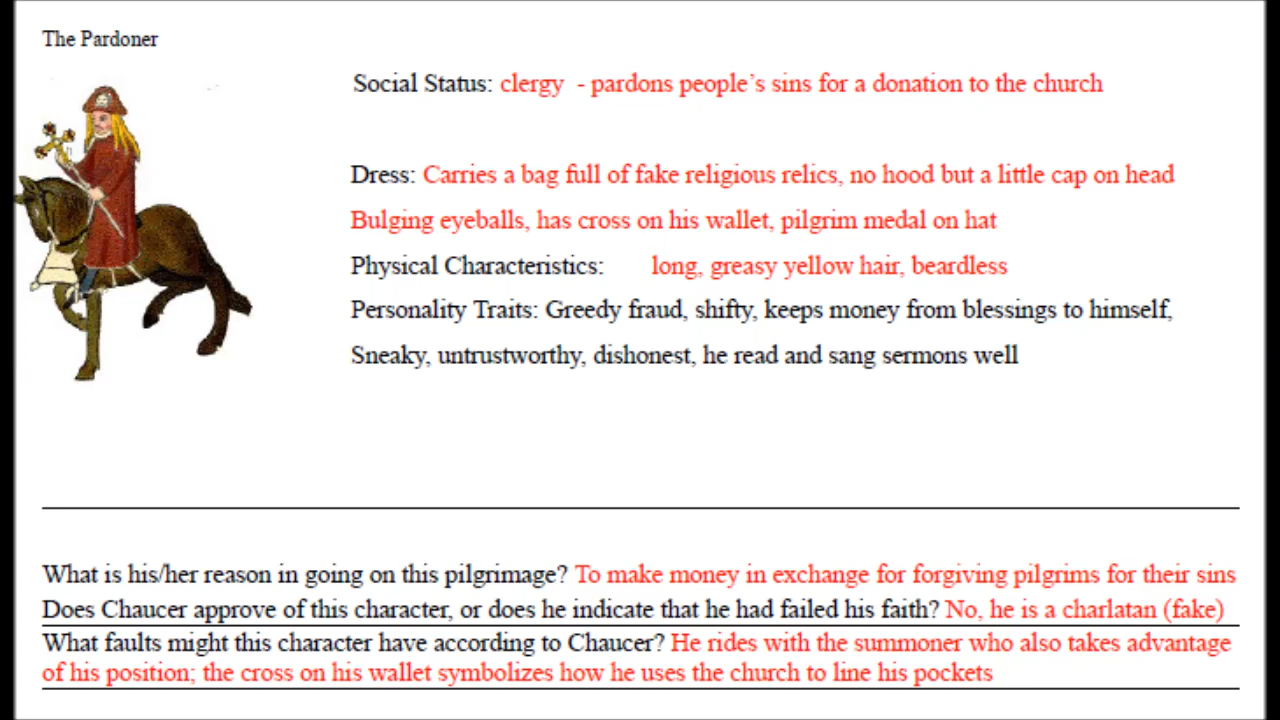 The Pardoner
Social Status: clergy - pardons people's sins for a donation to the church
Dress: Carries a bag full of fake religious relics, no hood but a little cap on head
Bulging eyeballs, has cross on his wallet, pilgrim medal on hat
Physical Characteristics: long, greasy yellow hair, beardless
Personality Traits: Greedy fraud, shifty, keeps money from blessings to himself,
Sneaky, untrustworthy, dishonest, he read and sang sermons well
What is his/her reason in going on this pilgrimage? To make money in exchange for forgiving pilgrims for their sins
Does Chaucer approve of this character, or does he indicate that he had failed his faith? No, he is a charlatan (fake)
What faults might this character have according to Chaucer? He rides with the summoner who also takes advantage
of his position; the cross on his wallet symbolizes how he uses the church to line his pockets